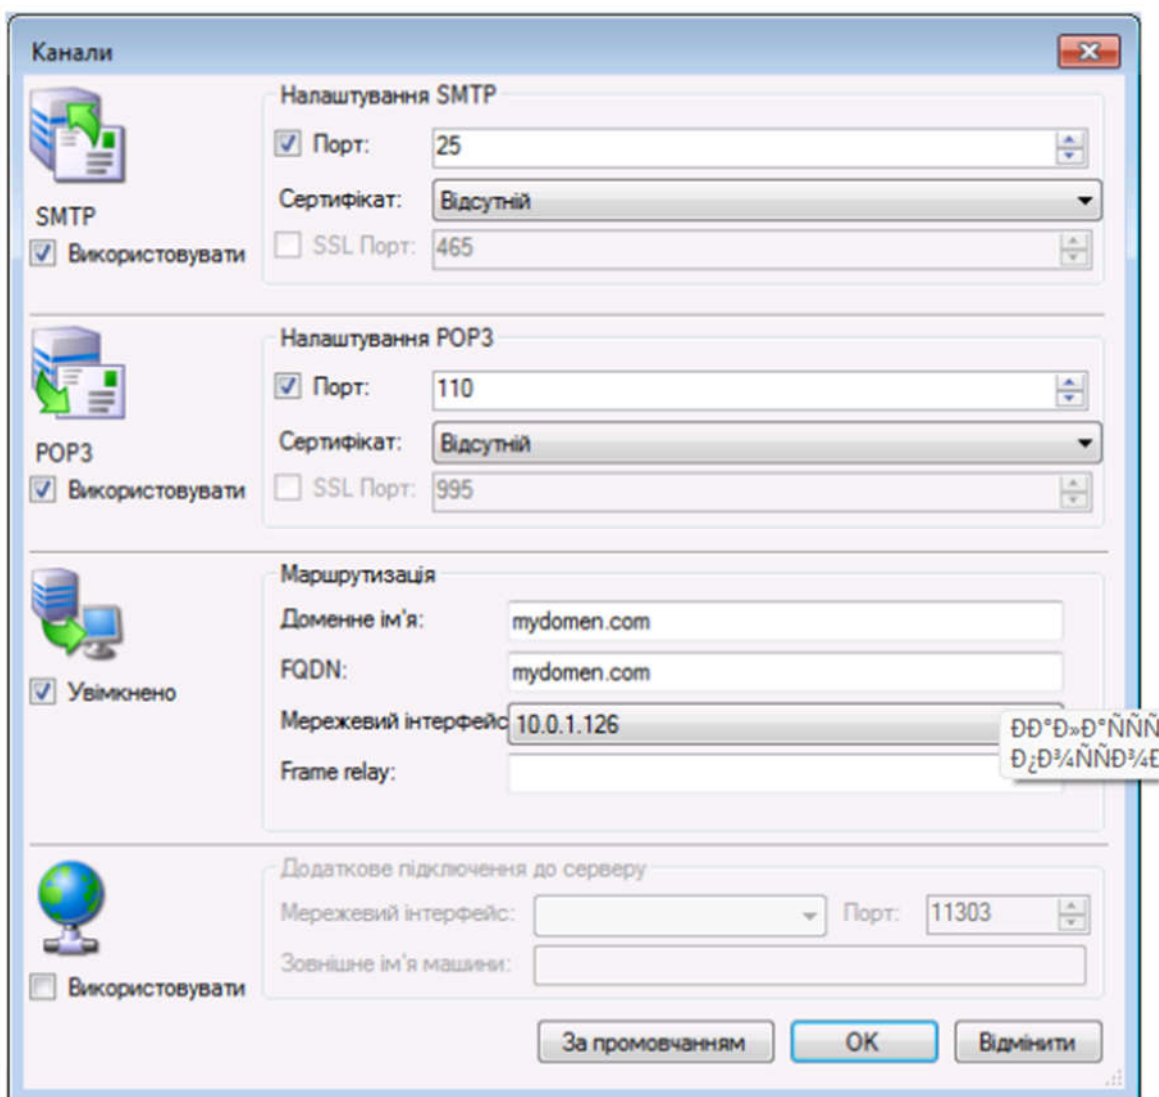 Канали
Налаштування SMTP
Порт: 25
Сертифікат: Відсутній
SSL Порт: 465
SMTP
Використовувати
Налаштування POP3
Порт: 110
Сертифікат: Відсутній
SSL Порт: 995
POP3
Використовувати
Маршрутизація
Доменне ім'я: mydomen.com
FQDN: mydomen.com
Увімкнено
Мережевий інтерфейс 10.0.1.126
Frame relay:
Додаткове підключення до серверу
Мережевий інтерфейс: Порт: 11303
Зовнішнє ім'я машини:
Використовувати
За промовчанням OK Відмінити